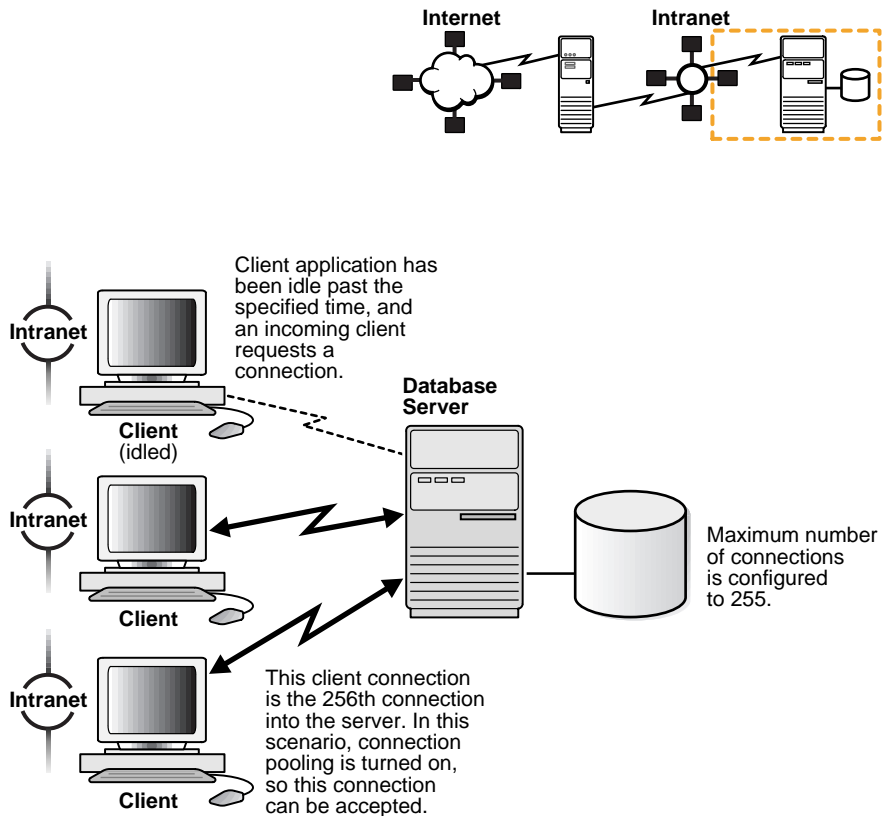 Internet
Intranet
Client application has
been idle past the
specified time, and
an incoming client
requests a
connection.
Intranet
Client
(idled)
Database
Server
Intranet
Client
Maximum number
of connections
is configured
to 255.
Intranet
Client
This client connection
is the 256th connection
into the server. In this
scenario, connection
pooling is turned on,
so this connection
can be accepted.